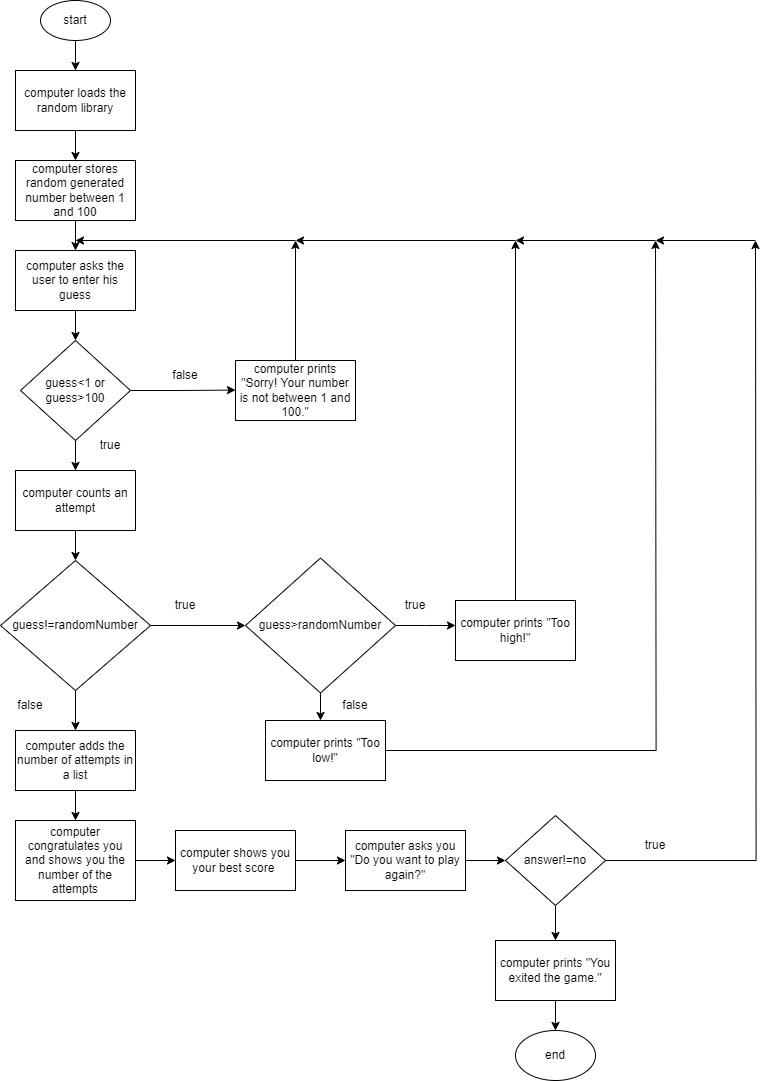 start
computer loads the
random library
computer stores
random generated
number between 1
and 100
computer asks the
user to enter his
guess
guess<1 or
guess>100
false
computer prints
"Sorry! Your number
is not between 1 and
100."
true
computer counts an
attempt
guess!=randomNumber
true
guess>randomNumber
true
computer prints "Too
high!"
false
false
computer adds the
number of attempts in
a list
computer prints "Too
low!"
computer
congratulates you
and shows you the
number of the
attempts
computer shows you
your best score
computer asks you
"Do you want to play
again?"
answer!=no
true
computer prints "You
exited the game."
end